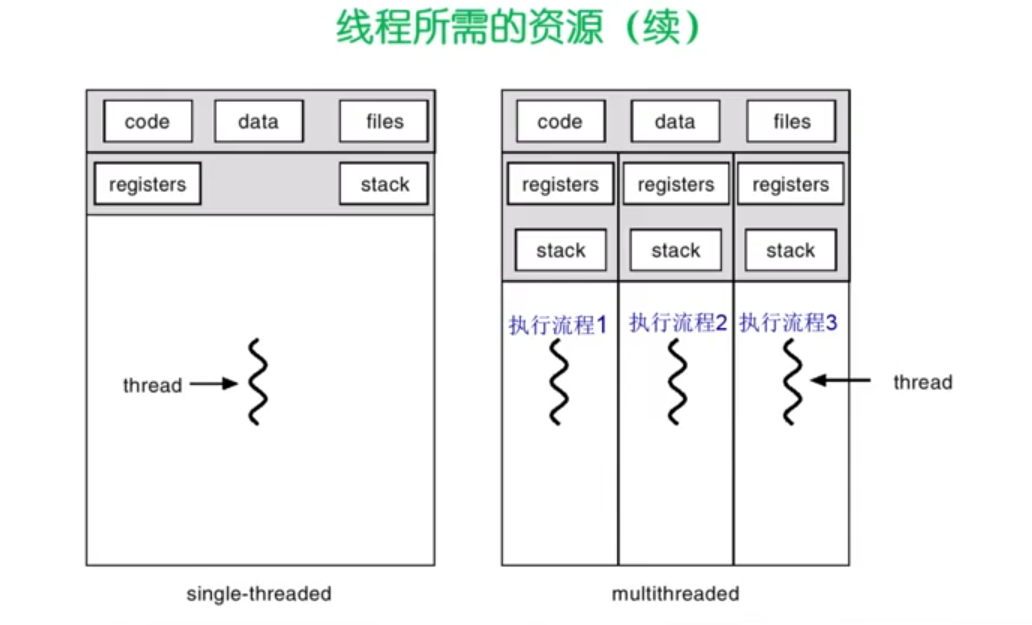 线程所需的资源（续）
code data files
registers stack
thread
single-threaded
code data files
registers registers registers
stack stack stack
执行流程1 执行流程2 执行流程3
thread
multithreaded